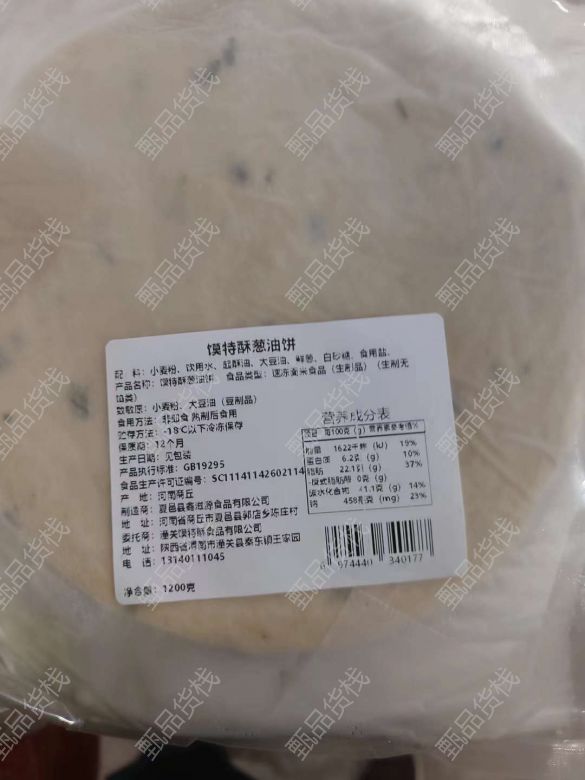 馍特酥葱油饼
配 料：小麦粉、饮用水、起酥油、大豆油、鲜葱、白砂糖、食用盐、
产品名称：馍特酥葱油饼 食品类型：速冻面米食品（生制品）（生制无
馅类）
致敏原：小麦粉、大豆油（豆制品）
食用方法：非即食 熟制后食用
贮存方法：-18℃以下冷冻保存
保质期：12个月
生产日期：见包装
产品执行标准：GB19295
食品生产许可证编号：SC11141142602114
产 地：河南商丘
制造商：夏邑县鑫滋源食品有限公司
地 址：河南省商丘市夏邑县郭店乡陈庄村
委托商：潼关馍特酥食品有限公司
地 址：陕西省渭南市潼关县秦东镇王家园
电 话：13140111045
净含量：1200克
营养成分表
项目 每100克（g） 营养素参考值%
能量 1622千焦（kJ） 19%
蛋白质 6.2克（g） 10%
脂肪 22.1克（g） 37%
-反式脂肪酸 0克（g）
碳水化合物 41.1克（g） 14%
钠 458毫克（mg） 23%
6 974440 340177
甄品货栈